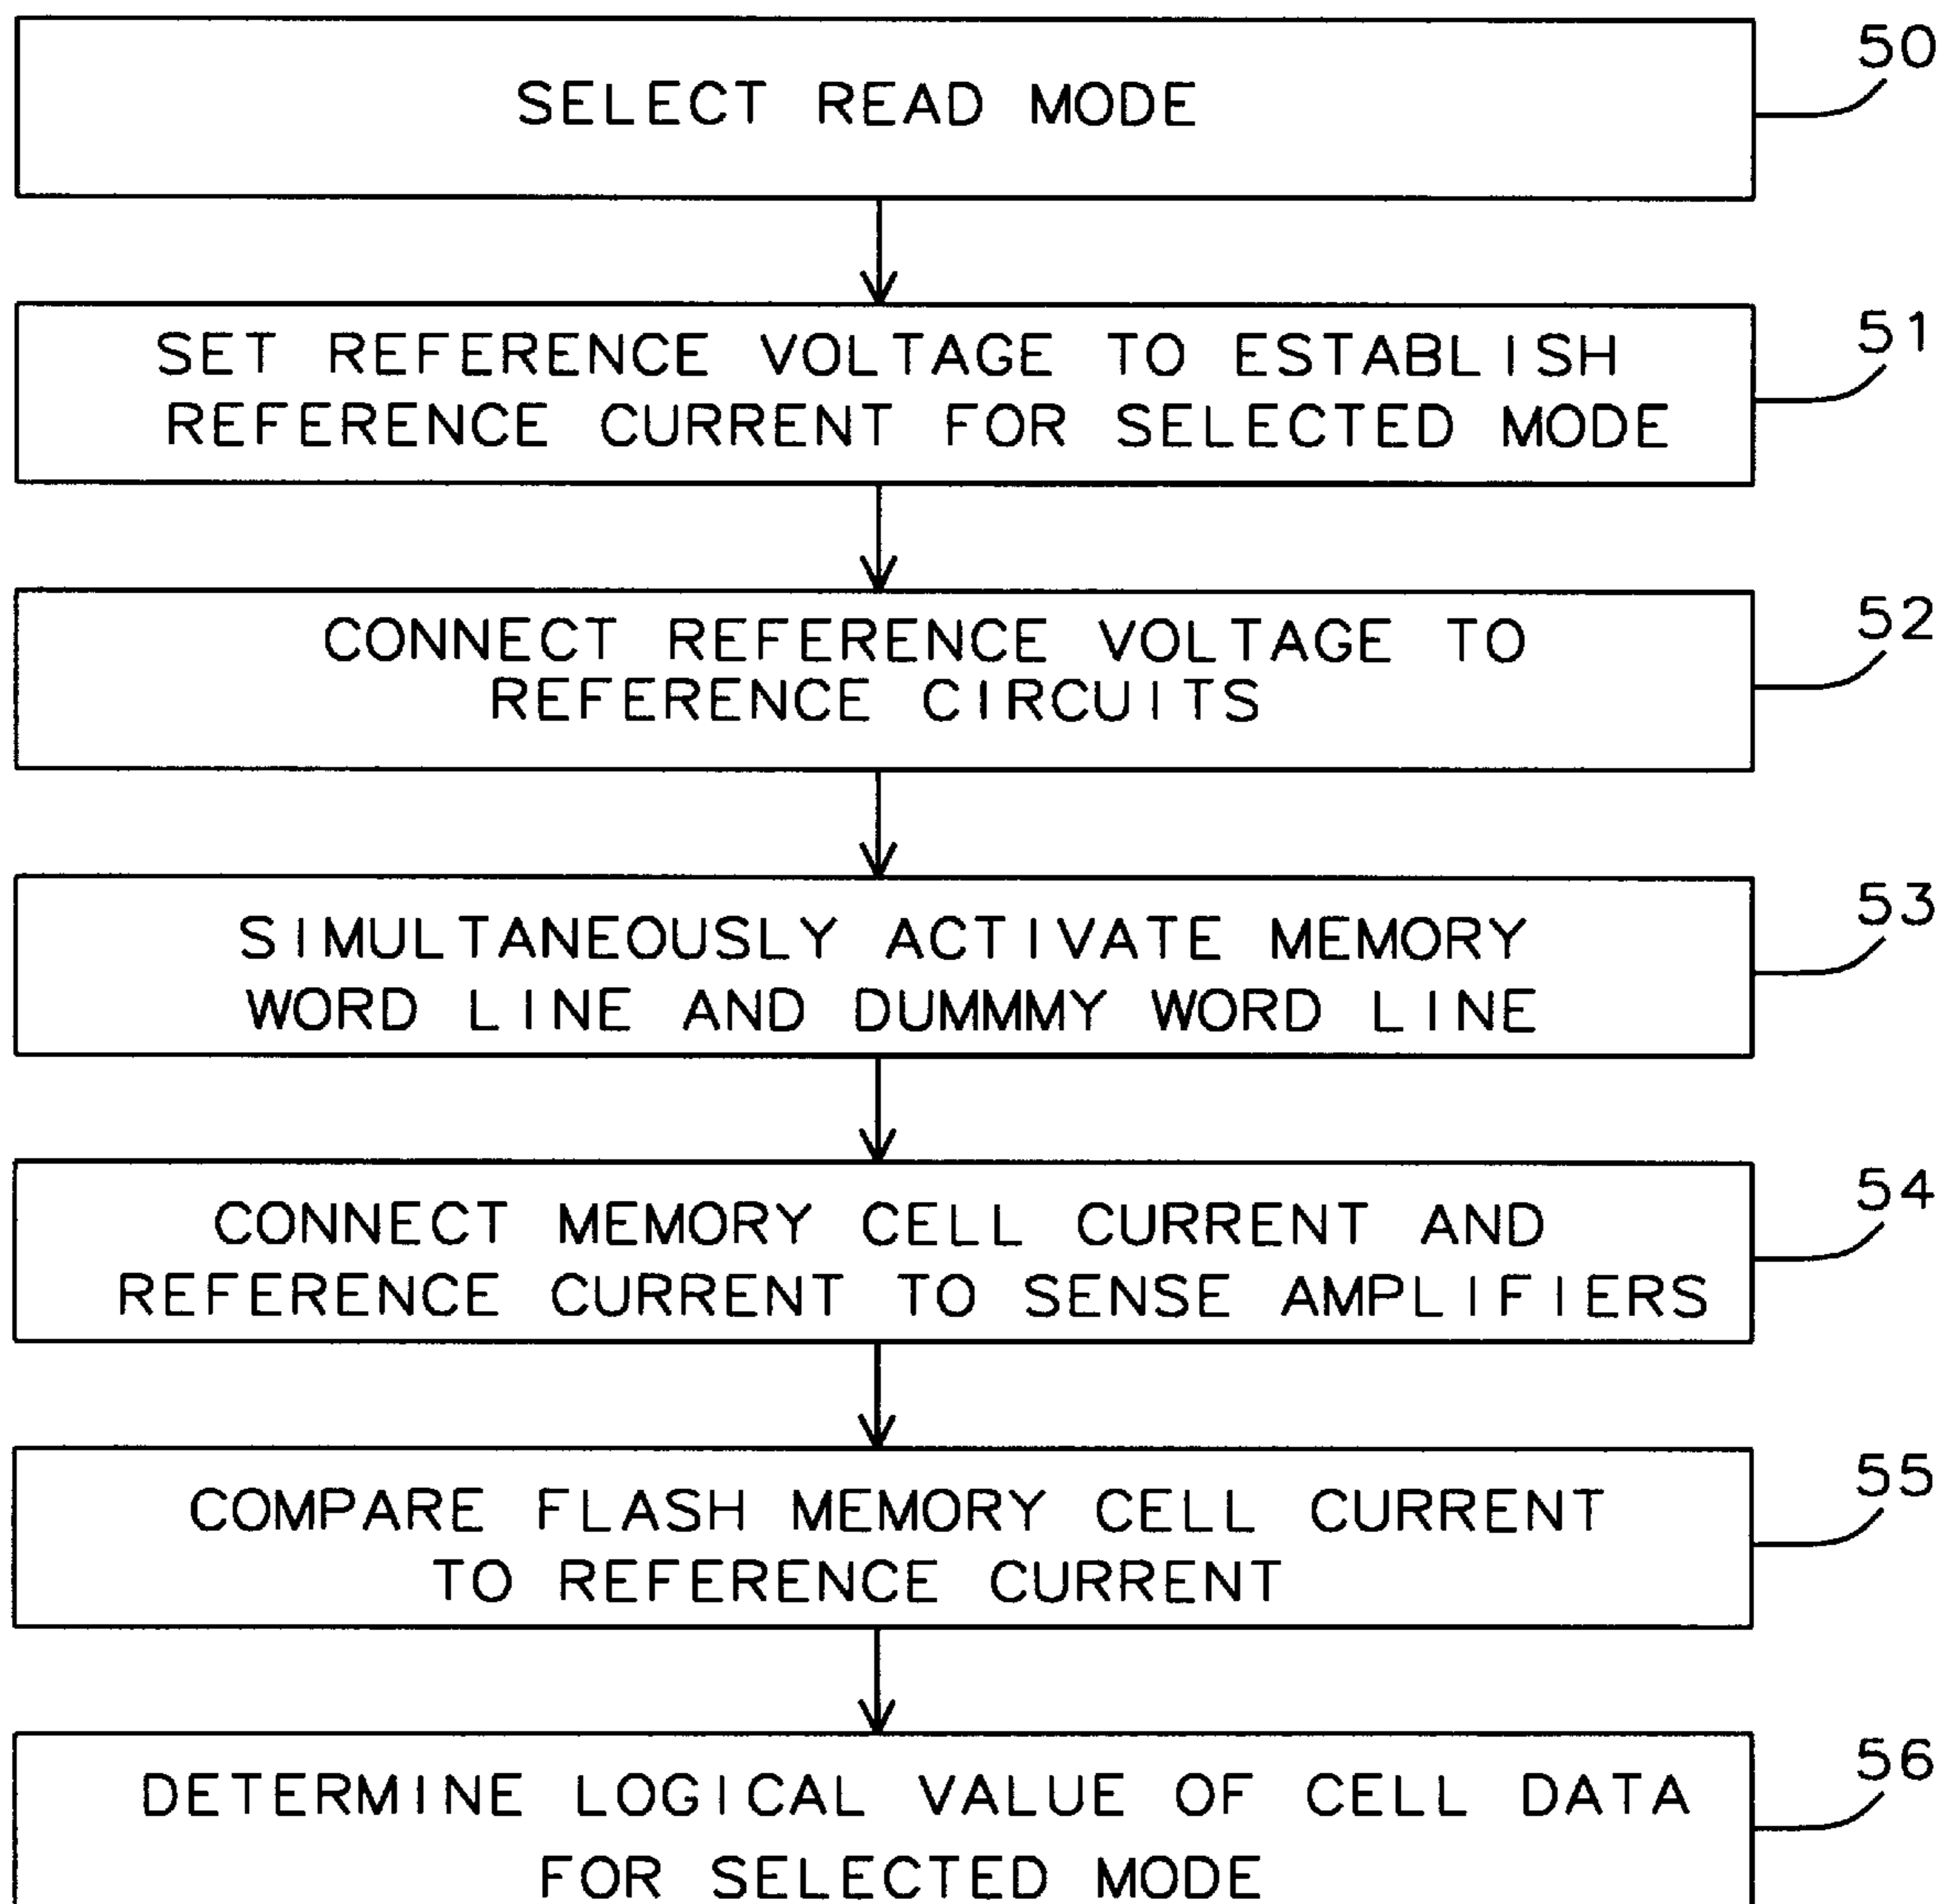 SELECT READ MODE
50
SET REFERENCE VOLTAGE TO ESTABLISH
REFERENCE CURRENT FOR SELECTED MODE
51
CONNECT REFERENCE VOLTAGE TO
REFERENCE CIRCUITS
52
SIMULTANEOUSLY ACTIVATE MEMORY
WORD LINE AND DUMMMY WORD LINE
53
CONNECT MEMORY CELL CURRENT AND
REFERENCE CURRENT TO SENSE AMPLIFIERS
54
COMPARE FLASH MEMORY CELL CURRENT
TO REFERENCE CURRENT
55
DETERMINE LOGICAL VALUE OF CELL DATA
FOR SELECTED MODE
56